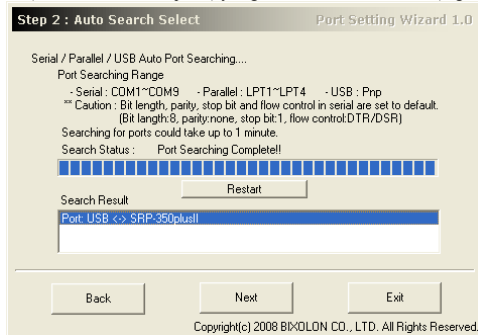 Step 2 : Auto Search Select
Port Setting Wizard 1.0
Serial / Parallel / USB Auto Port Searching....
Port Searching Range
- Serial : COM1~COM9 - Parallel : LPT1~LPT4 - USB : Pnp
** Caution : Bit length, parity, stop bit and flow control in serial are set to default.
(Bit length:8, parity:none, stop bit:1, flow control:DTR/DSR)
Searching for ports could take up to 1 minute.
Search Status : Port Searching Complete!!
Restart
Search Result
Port: USB <-> SRP-350plusII
Back Next Exit
Copyright(c) 2008 BIXOLON CO., LTD. All Rights Reserved.